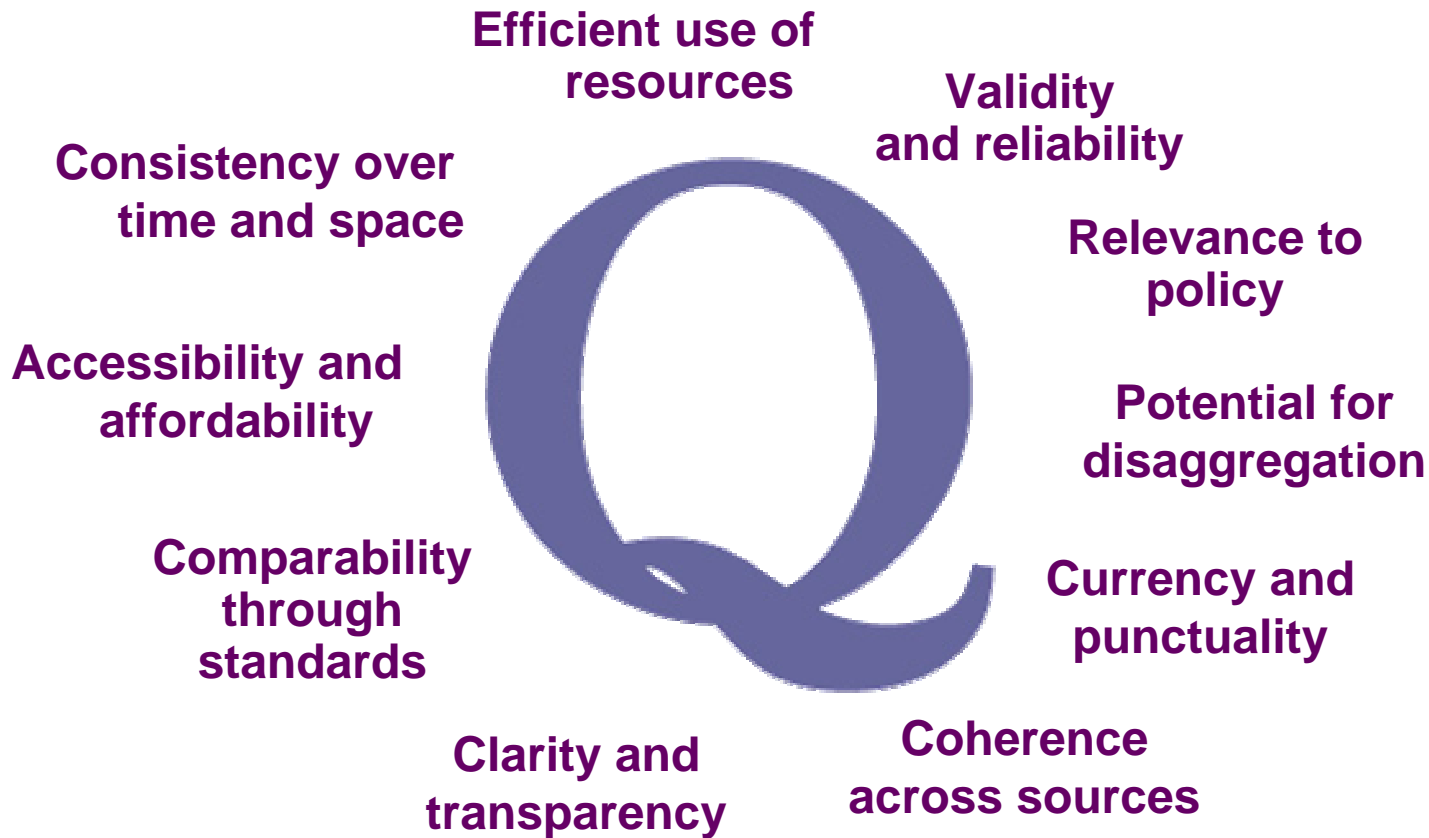 Efficient use of
resources
Validity
and reliability
Consistency over
time and space
Relevance to
policy
Accessibility and
affordability
Potential for
disaggregation
Comparability
through
standards
Currency and
punctuality
Clarity and
transparency
Coherence
across sources
Q